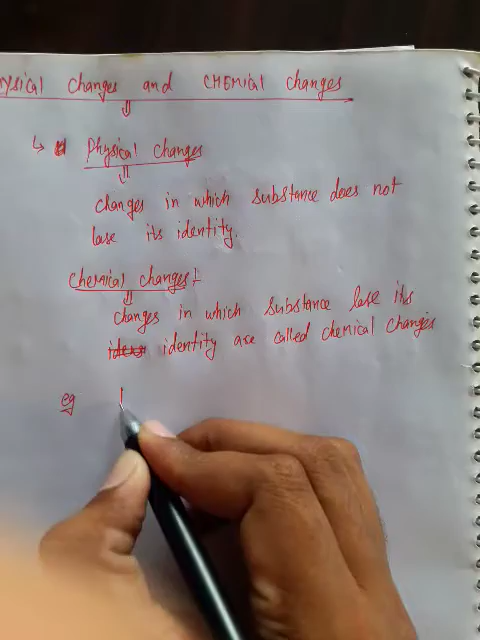 ysical changes and CHEMical changes
↳ Physical changes
changes in which substance does not
lose its identity.
Chemical changes:-
changes in which substance lose its
identity are called chemical changes
eg